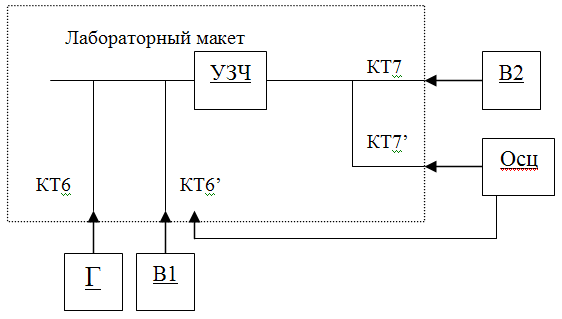 Лабораторный макет
УЗЧ
КТ7
В2
КТ7’
Осц
КТ6
КТ6’
Г
В1